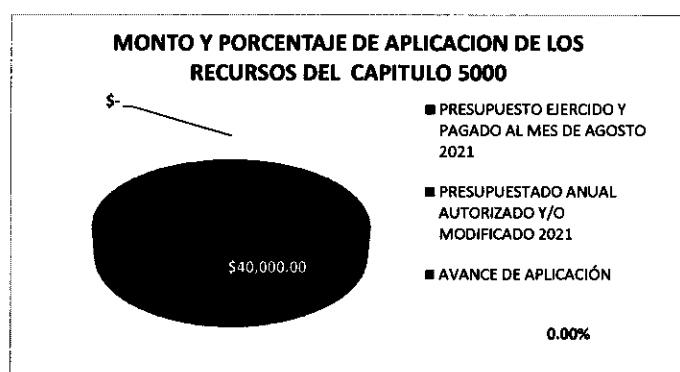 MONTO Y PORCENTAJE DE APLICACION DE LOS
RECURSOS DEL CAPITULO 5000
$-
$40,000.00
PRESUPUESTO EJERCIDO Y
PAGADO AL MES DE AGOSTO
2021
PRESUPUESTADO ANUAL
AUTORIZADO Y/O
MODIFICADO 2021
AVANCE DE APLICACIÓN
0.00%